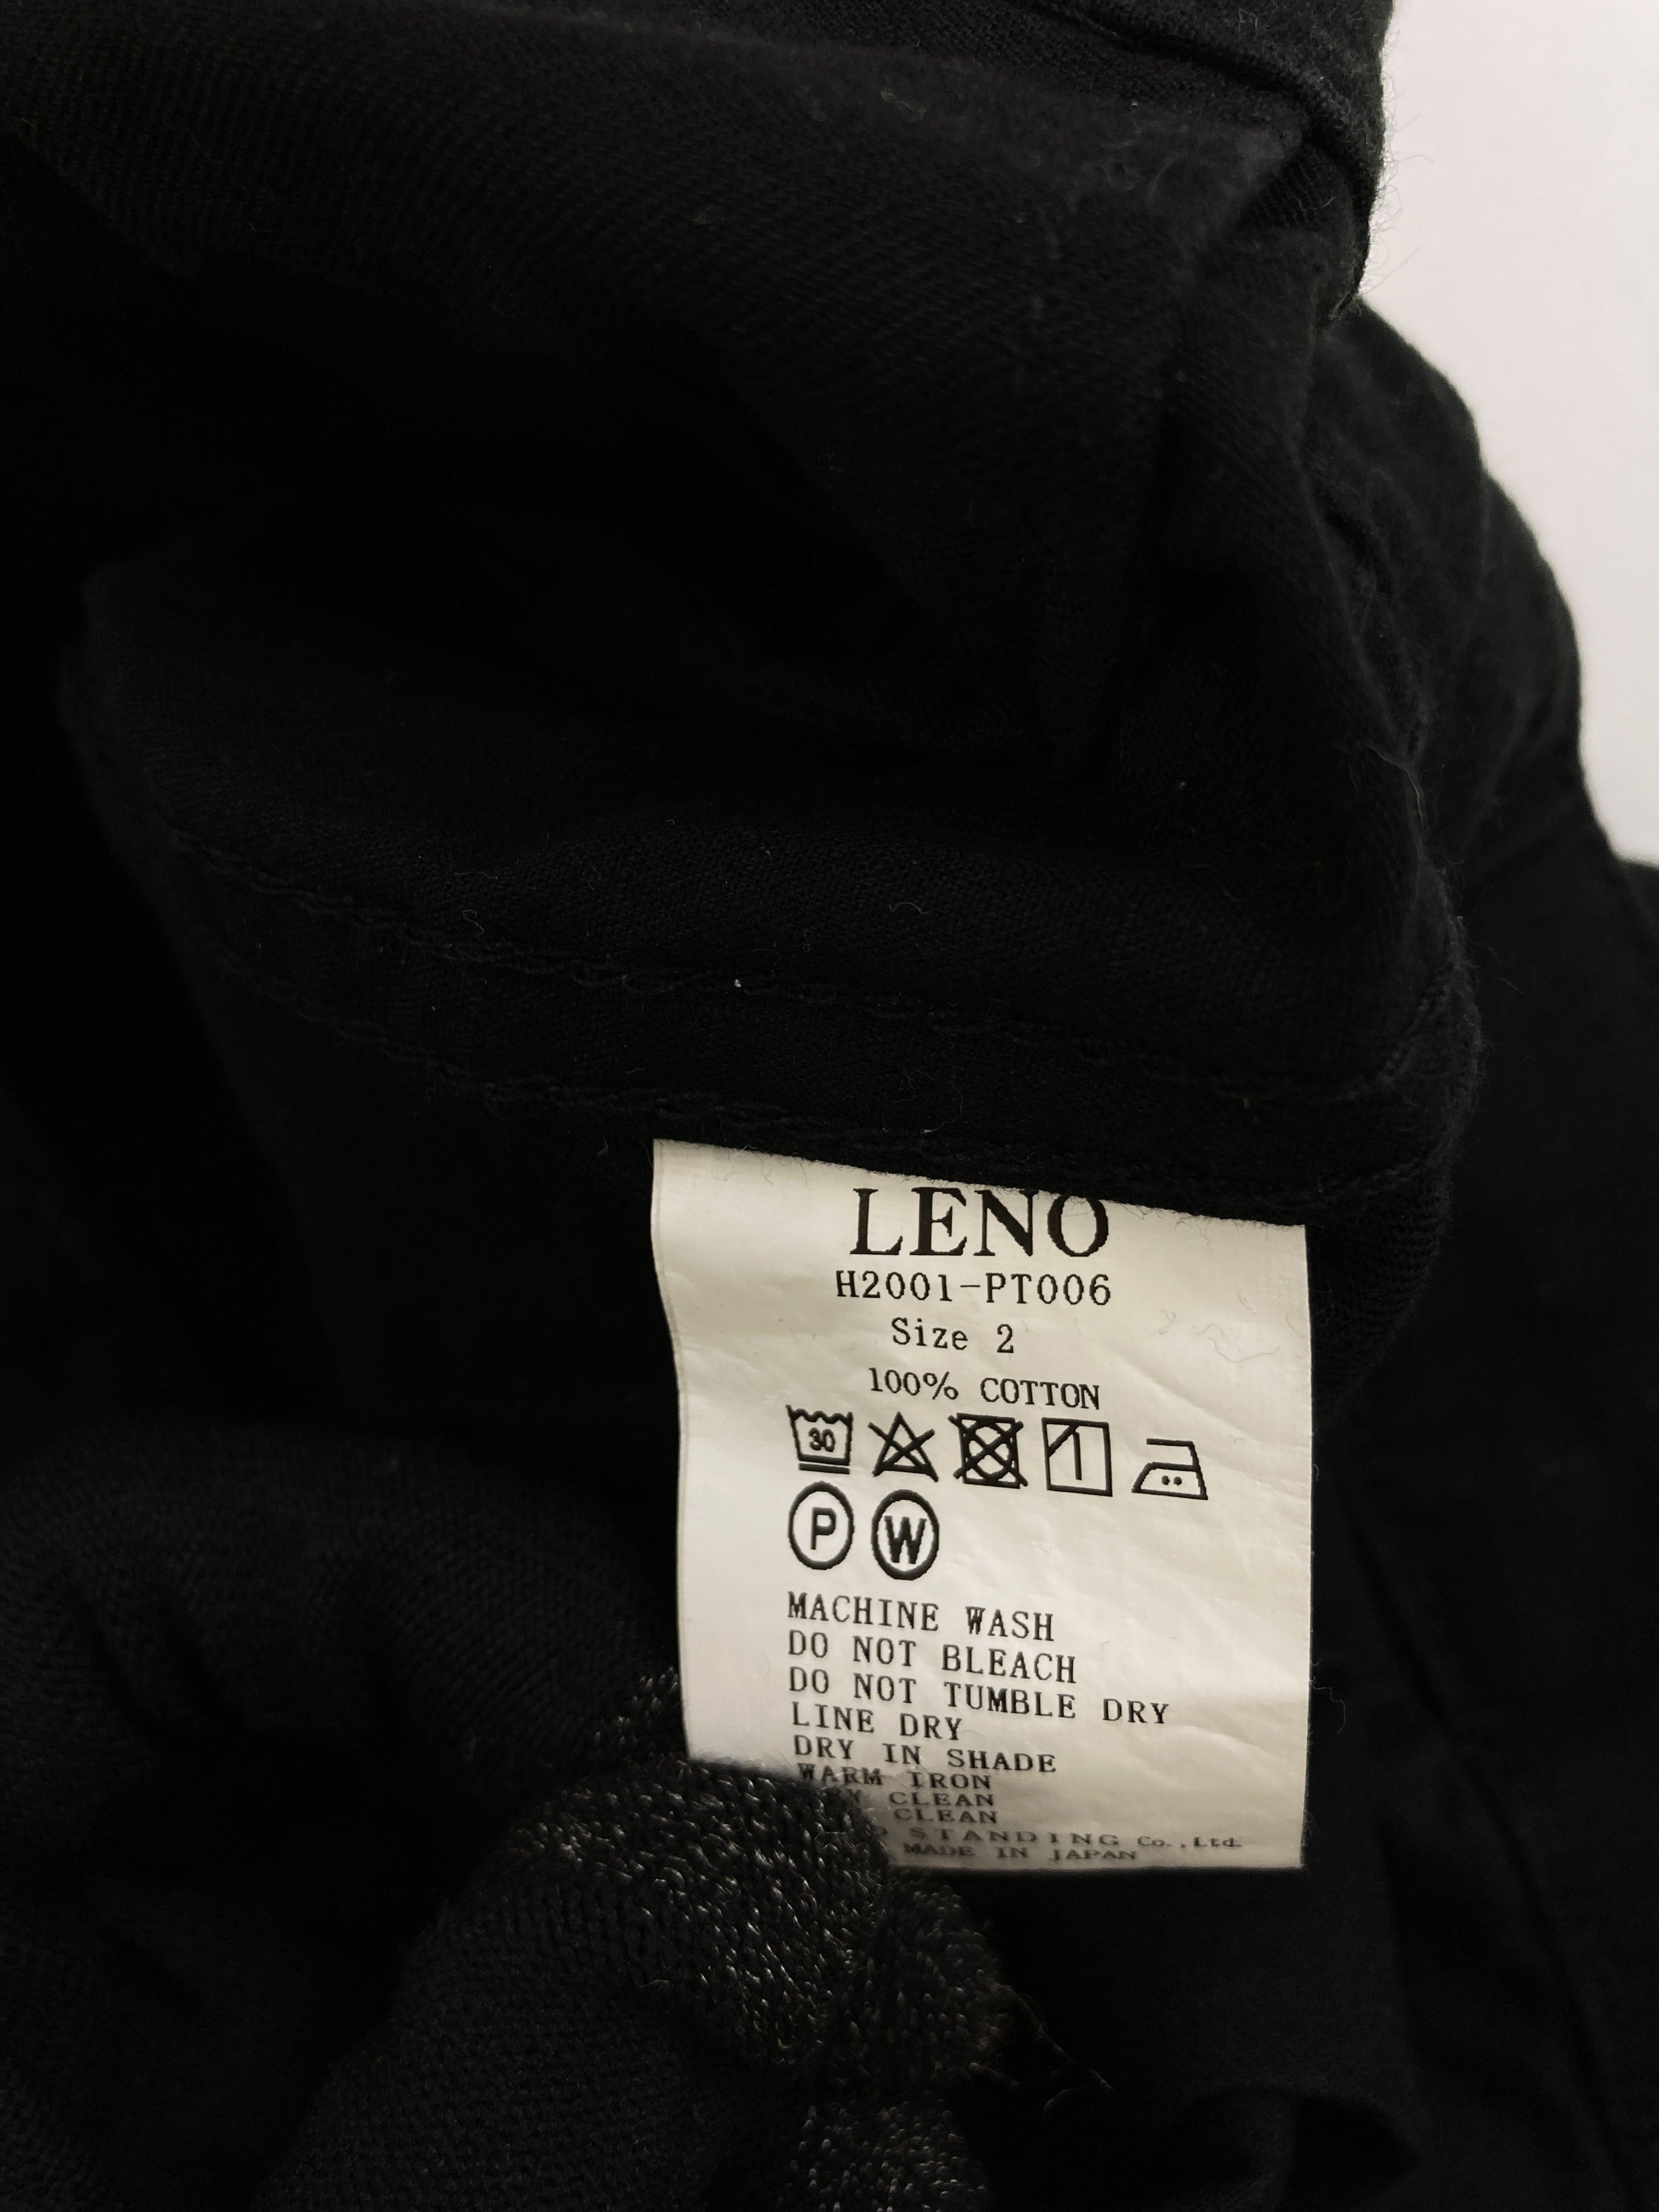 LENO
H2001-PT006
Size 2
100% COTTON
30
P W
MACHINE WASH
DO NOT BLEACH
DO NOT TUMBLE DRY
LINE DRY
DRY IN SHADE
WARM IRON
CLEAN
CLEAN
STANDING Co.,Ltd.
MADE IN JAPAN